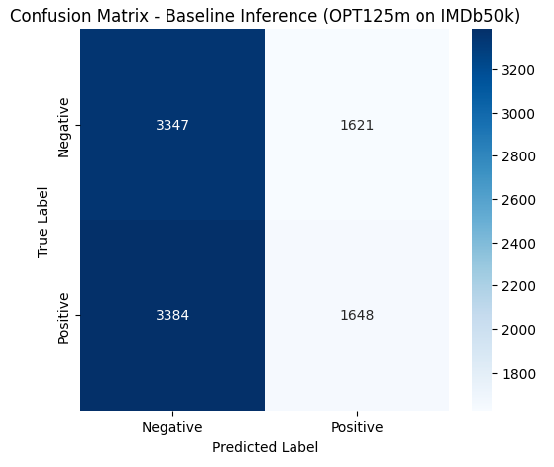 Confusion Matrix - Baseline Inference (OPT125m on IMDb50k)
Negative
3347
1621
True Label
Positive
3384
1648
Negative
Positive
Predicted Label
3200
3000
2800
2600
2400
2200
2000
1800